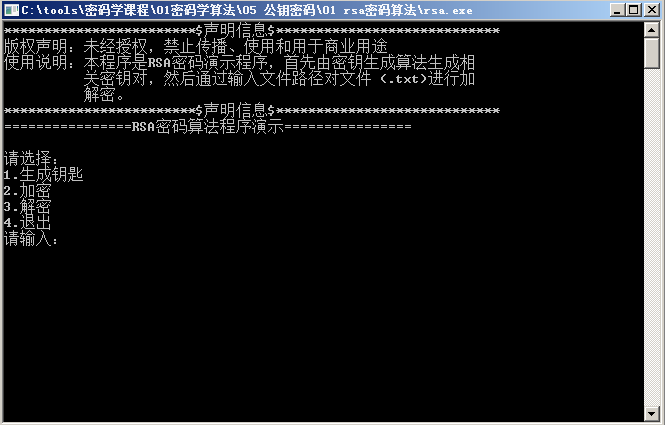 C:\tools\密码学课程\01密码学算法\05 公钥密码\01 rsa密码算法\rsa.exe
************************$声明信息$****************************
版权声明：未经授权，禁止传播、使用和用于商业用途
使用说明：本程序是RSA密码演示程序，首先由密钥生成算法生成相
关密钥对，然后通过输入文件路径对文件 (.txt)进行加
解密。
************************$声明信息$****************************
================RSA密码算法程序演示================
请选择：
1.生成钥匙
2.加密
3.解密
4.退出
请输入：